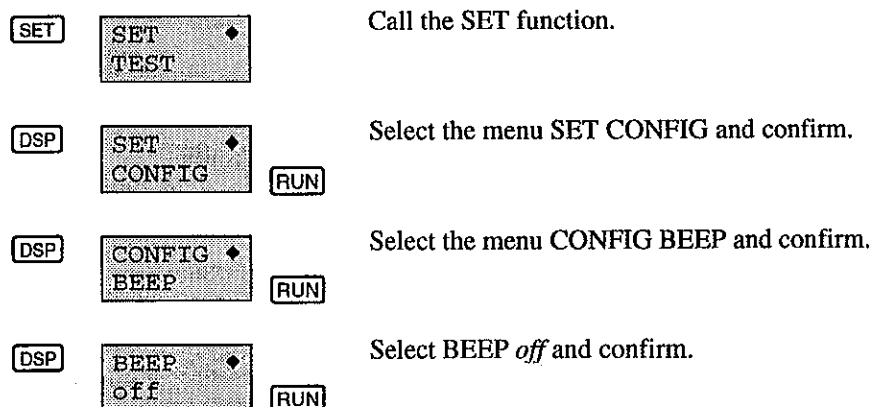 SET SET ◆ Call the SET function.
TEST
DSP SET ◆ Select the menu SET CONFIG and confirm.
CONFIG RUN
DSP CONFIG ◆ Select the menu CONFIG BEEP and confirm.
BEEP RUN
DSP BEEP ◆ Select BEEP off and confirm.
off RUN